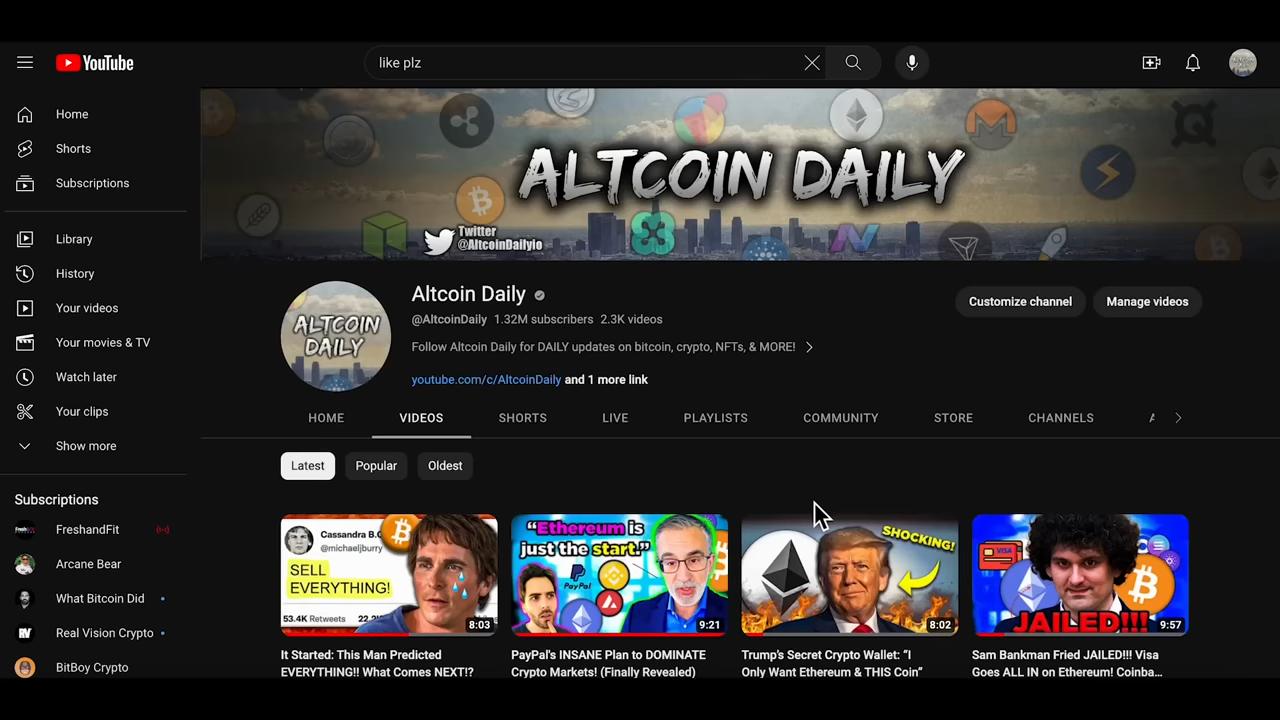 YouTube
like plz
Home
Shorts
Subscriptions
Library
History
Your videos
Your movies & TV
Watch later
Your clips
Show more
Subscriptions
FreshandFit
Arcane Bear
What Bitcoin Did
Real Vision Crypto
BitBoy Crypto
ALTCOIN DAILY
Twitter
@AltcoinDailyio
ALTCOIN
DAILY
Altcoin Daily
@AltcoinDaily 1.32M subscribers 2.3K videos
Follow Altcoin Daily for DAILY updates on bitcoin, crypto, NFTs, & MORE!
youtube.com/c/AltcoinDaily and 1 more link
Customize channel
Manage videos
HOME VIDEOS SHORTS LIVE PLAYLISTS COMMUNITY STORE CHANNELS
Latest Popular Oldest
Cassandra B.C
@michaeljburry
SELL
EVERYTHING!
53.4K Retweets
8:03
It Started: This Man Predicted
EVERYTHING!! What Comes NEXT!?
"Ethereum is
just the start."
PayPal
9:21
PayPal's INSANE Plan to DOMINATE
Crypto Markets! (Finally Revealed)
SHOCKING!
8:02
Trump's Secret Crypto Wallet: “I
Only Want Ethereum & THIS Coin”
VISA
JAILED!!!
9:57
Sam Bankman Fried JAILED!!! Visa
Goes ALL IN on Ethereum! Coinba...